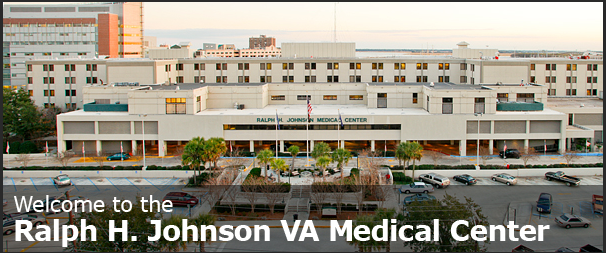 RALPH H. JOHNSON MEDICAL CENTER
Welcome to the
Ralph H. Johnson VA Medical Center